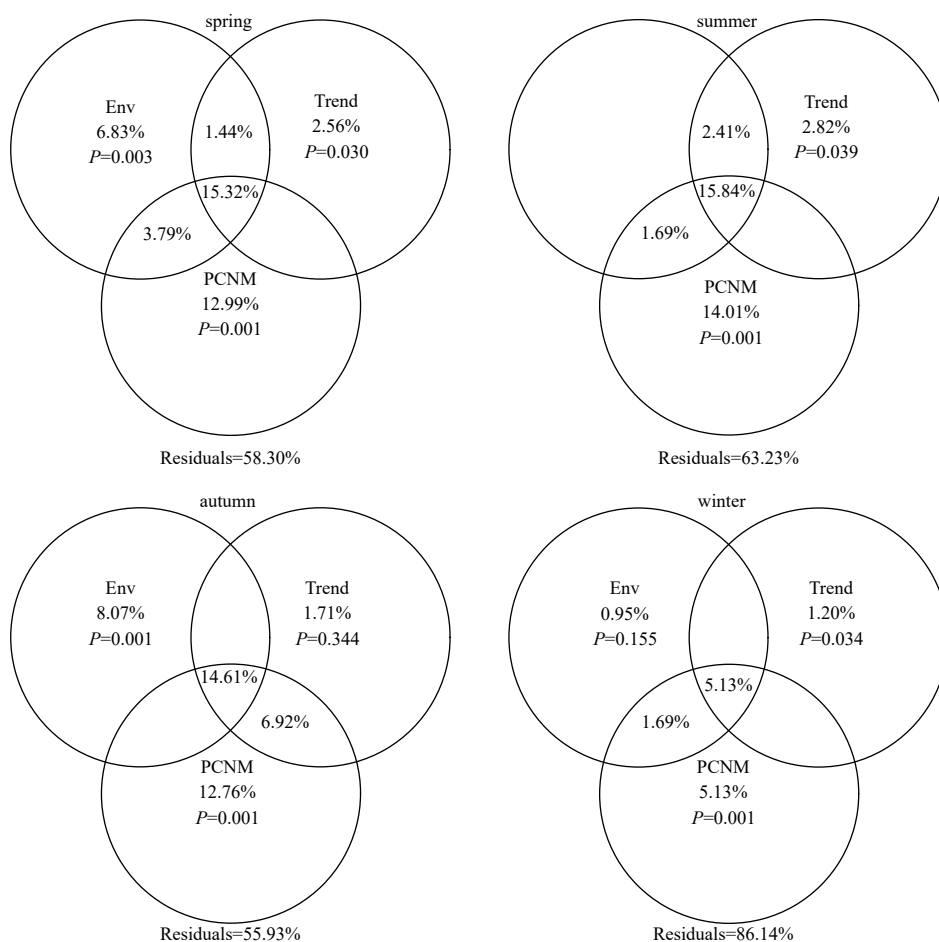 spring
Env
6.83%
P=0.003
1.44%
Trend
2.56%
P=0.030
15.32%
3.79%
PCNM
12.99%
P=0.001
Residuals=58.30%
summer
2.41%
Trend
2.82%
P=0.039
15.84%
1.69%
PCNM
14.01%
P=0.001
Residuals=63.23%
autumn
Env
8.07%
P=0.001
Trend
1.71%
P=0.344
14.61%
6.92%
PCNM
12.76%
P=0.001
Residuals=55.93%
winter
Env
0.95%
P=0.155
Trend
1.20%
P=0.034
5.13%
1.69%
PCNM
5.13%
P=0.001
Residuals=86.14%